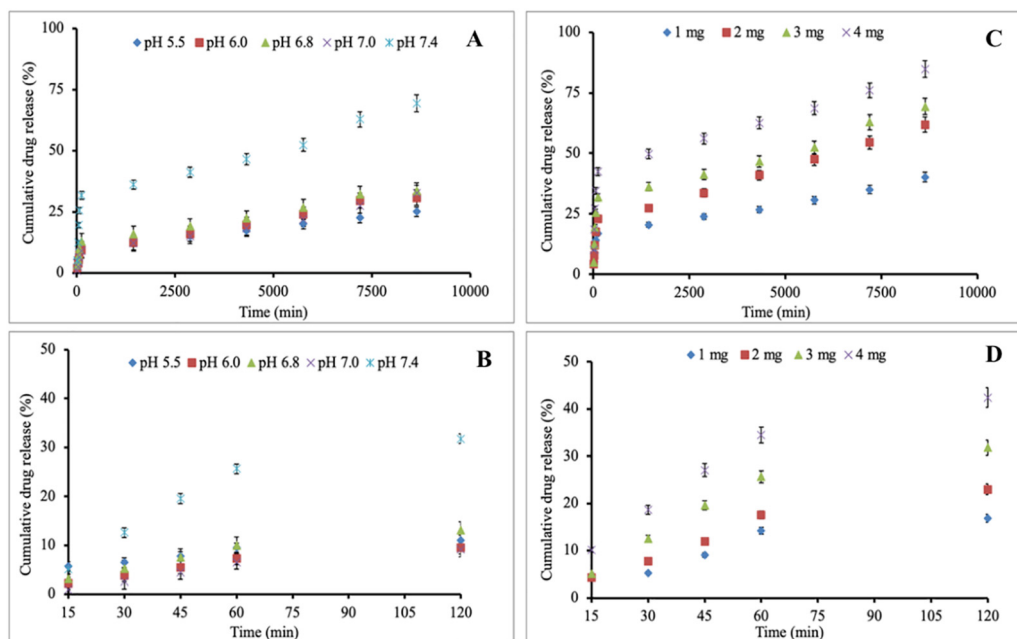 A
pH 5.5 pH 6.0 pH 6.8 pH 7.0 pH 7.4
Cumulative drug release (%)
100
75
50
25
0
0 2500 5000 7500 10000
Time (min)
C
1 mg 2 mg 3 mg 4 mg
Cumulative drug release (%)
100
75
50
25
0
0 2500 5000 7500 10000
Time (min)
B
pH 5.5 pH 6.0 pH 6.8 pH 7.0 pH 7.4
Cumulative drug release (%)
50
40
30
20
10
0
15 30 45 60 75 90 105 120
Time (min)
D
1 mg 2 mg 3 mg 4 mg
Cumulative drug release (%)
50
40
30
20
10
0
15 30 45 60 75 90 105 120
Time (min)